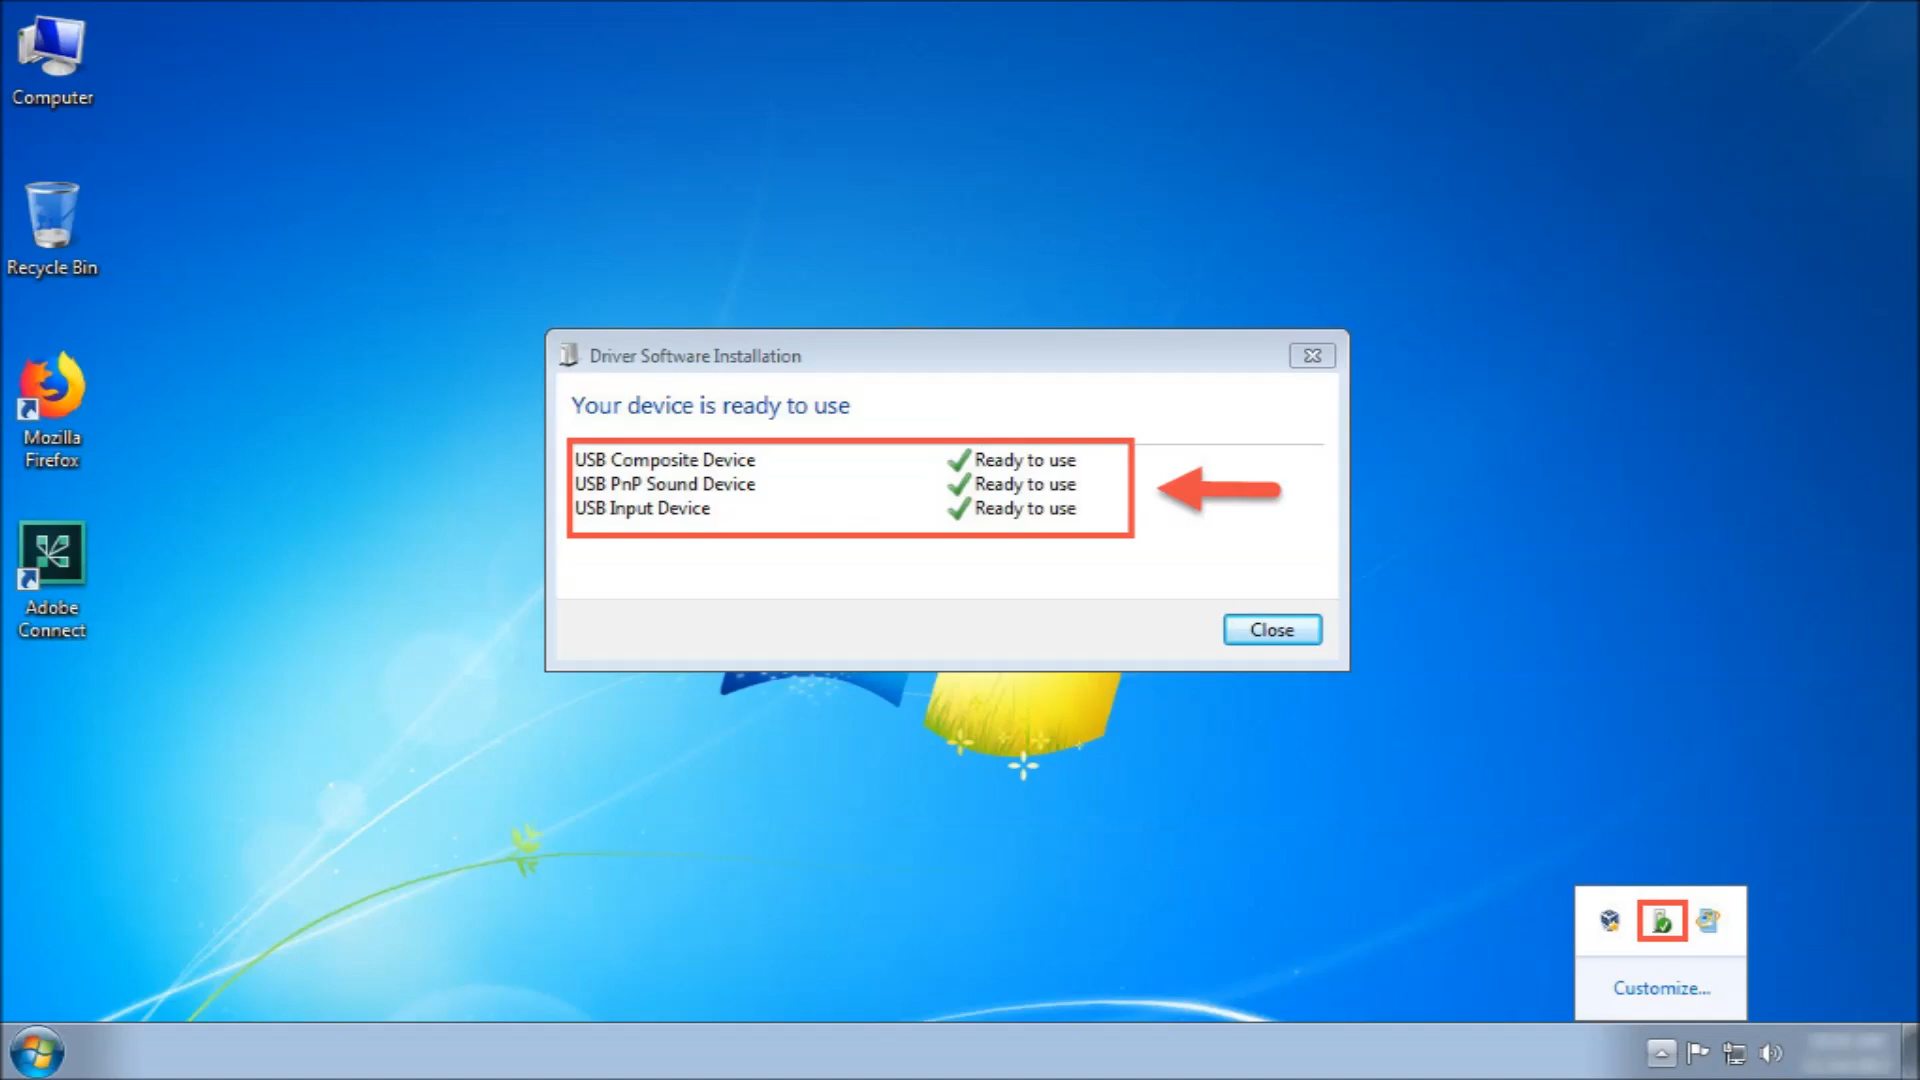 Computer
Recycle Bin
Mozilla
Firefox
Adobe
Connect
Driver Software Installation
Your device is ready to use
USB Composite Device Ready to use
USB PnP Sound Device Ready to use
USB Input Device Ready to use
Close
Customize...